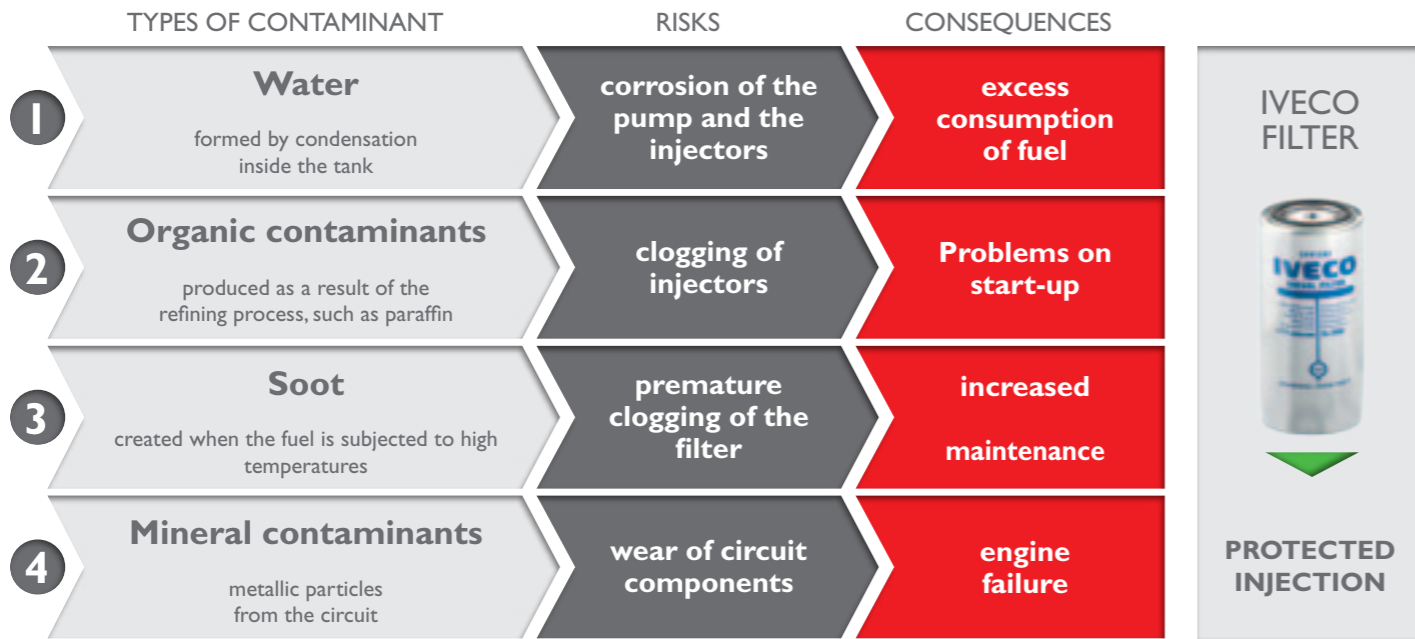 TYPES OF CONTAMINANT
RISKS
CONSEQUENCES
1
Water
formed by condensation
inside the tank
corrosion of the
pump and the
injectors
excess
consumption
of fuel
2
Organic contaminants
produced as a result of the
refining process, such as paraffin
clogging of
injectors
Problems on
start-up
3
Soot
created when the fuel is subjected to high
temperatures
premature
clogging of the
filter
increased
maintenance
4
Mineral contaminants
metallic particles
from the circuit
wear of circuit
components
engine
failure
IVECO
FILTER
IVECO
PROTECTED
INJECTION